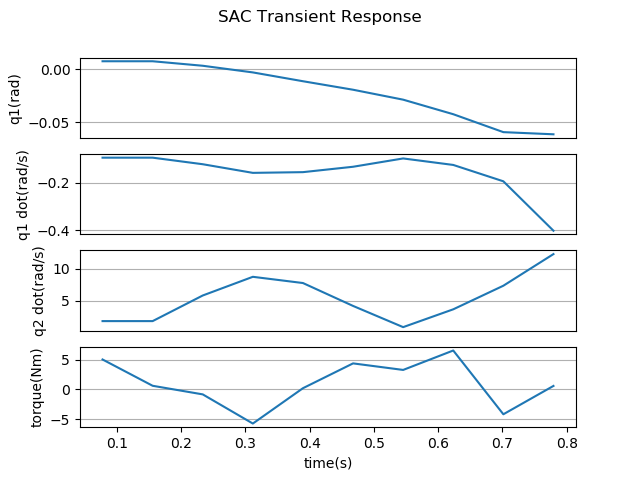 SAC Transient Response
q1(rad)
0.00
−0.05
q1 dot(rad/s)
−0.2
−0.4
q2 dot(rad/s)
10
5
torque(Nm)
5
0
−5
0.1 0.2 0.3 0.4 0.5 0.6 0.7 0.8
time(s)